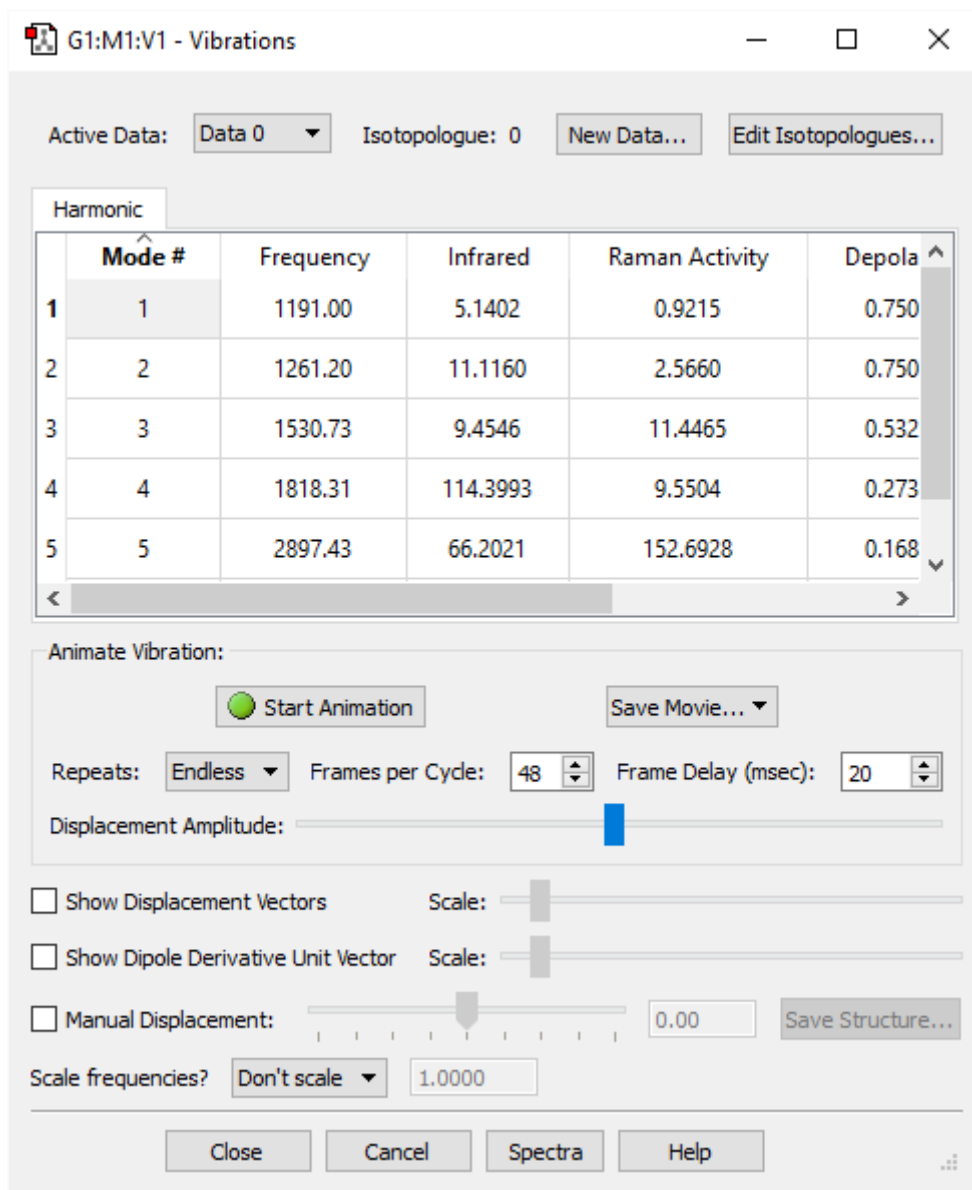 G1:M1:V1 - Vibrations
Active Data: Data 0 Isotopologue: 0 New Data... Edit Isotopologues...
Harmonic
Mode # Frequency Infrared Raman Activity Depola
1 1 1191.00 5.1402 0.9215 0.750
2 2 1261.20 11.1160 2.5660 0.750
3 3 1530.73 9.4546 11.4465 0.532
4 4 1818.31 114.3993 9.5504 0.273
5 5 2897.43 66.2021 152.6928 0.168
Animate Vibration:
Start Animation Save Movie...
Repeats: Endless Frames per Cycle: 48 Frame Delay (msec): 20
Displacement Amplitude:
Show Displacement Vectors Scale:
Show Dipole Derivative Unit Vector Scale:
Manual Displacement: 0.00 Save Structure...
Scale frequencies? Don't scale 1.0000
Close Cancel Spectra Help